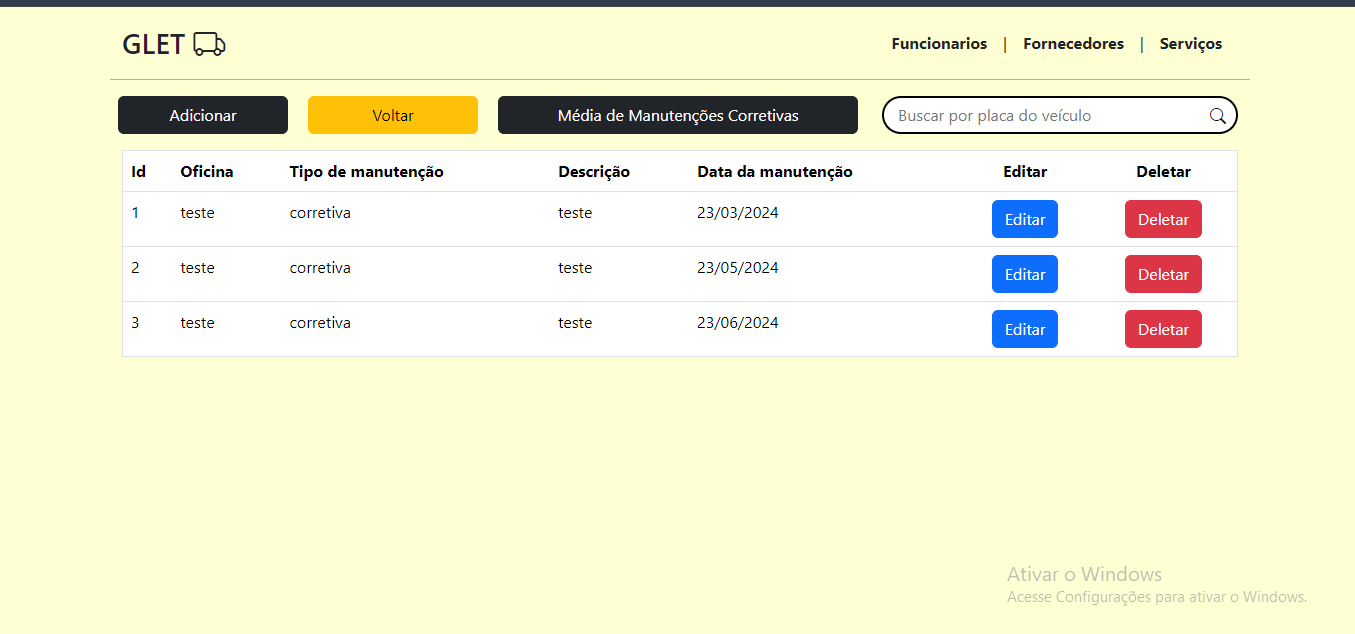 GLET
Funcionarios | Fornecedores | Serviços
Adicionar Voltar Média de Manutenções Corretivas Buscar por placa do veículo
Id Oficina Tipo de manutenção Descrição Data da manutenção Editar Deletar
1 teste corretiva teste 23/03/2024 Editar Deletar
2 teste corretiva teste 23/05/2024 Editar Deletar
3 teste corretiva teste 23/06/2024 Editar Deletar
Ativar o Windows
Acesse Configurações para ativar o Windows.